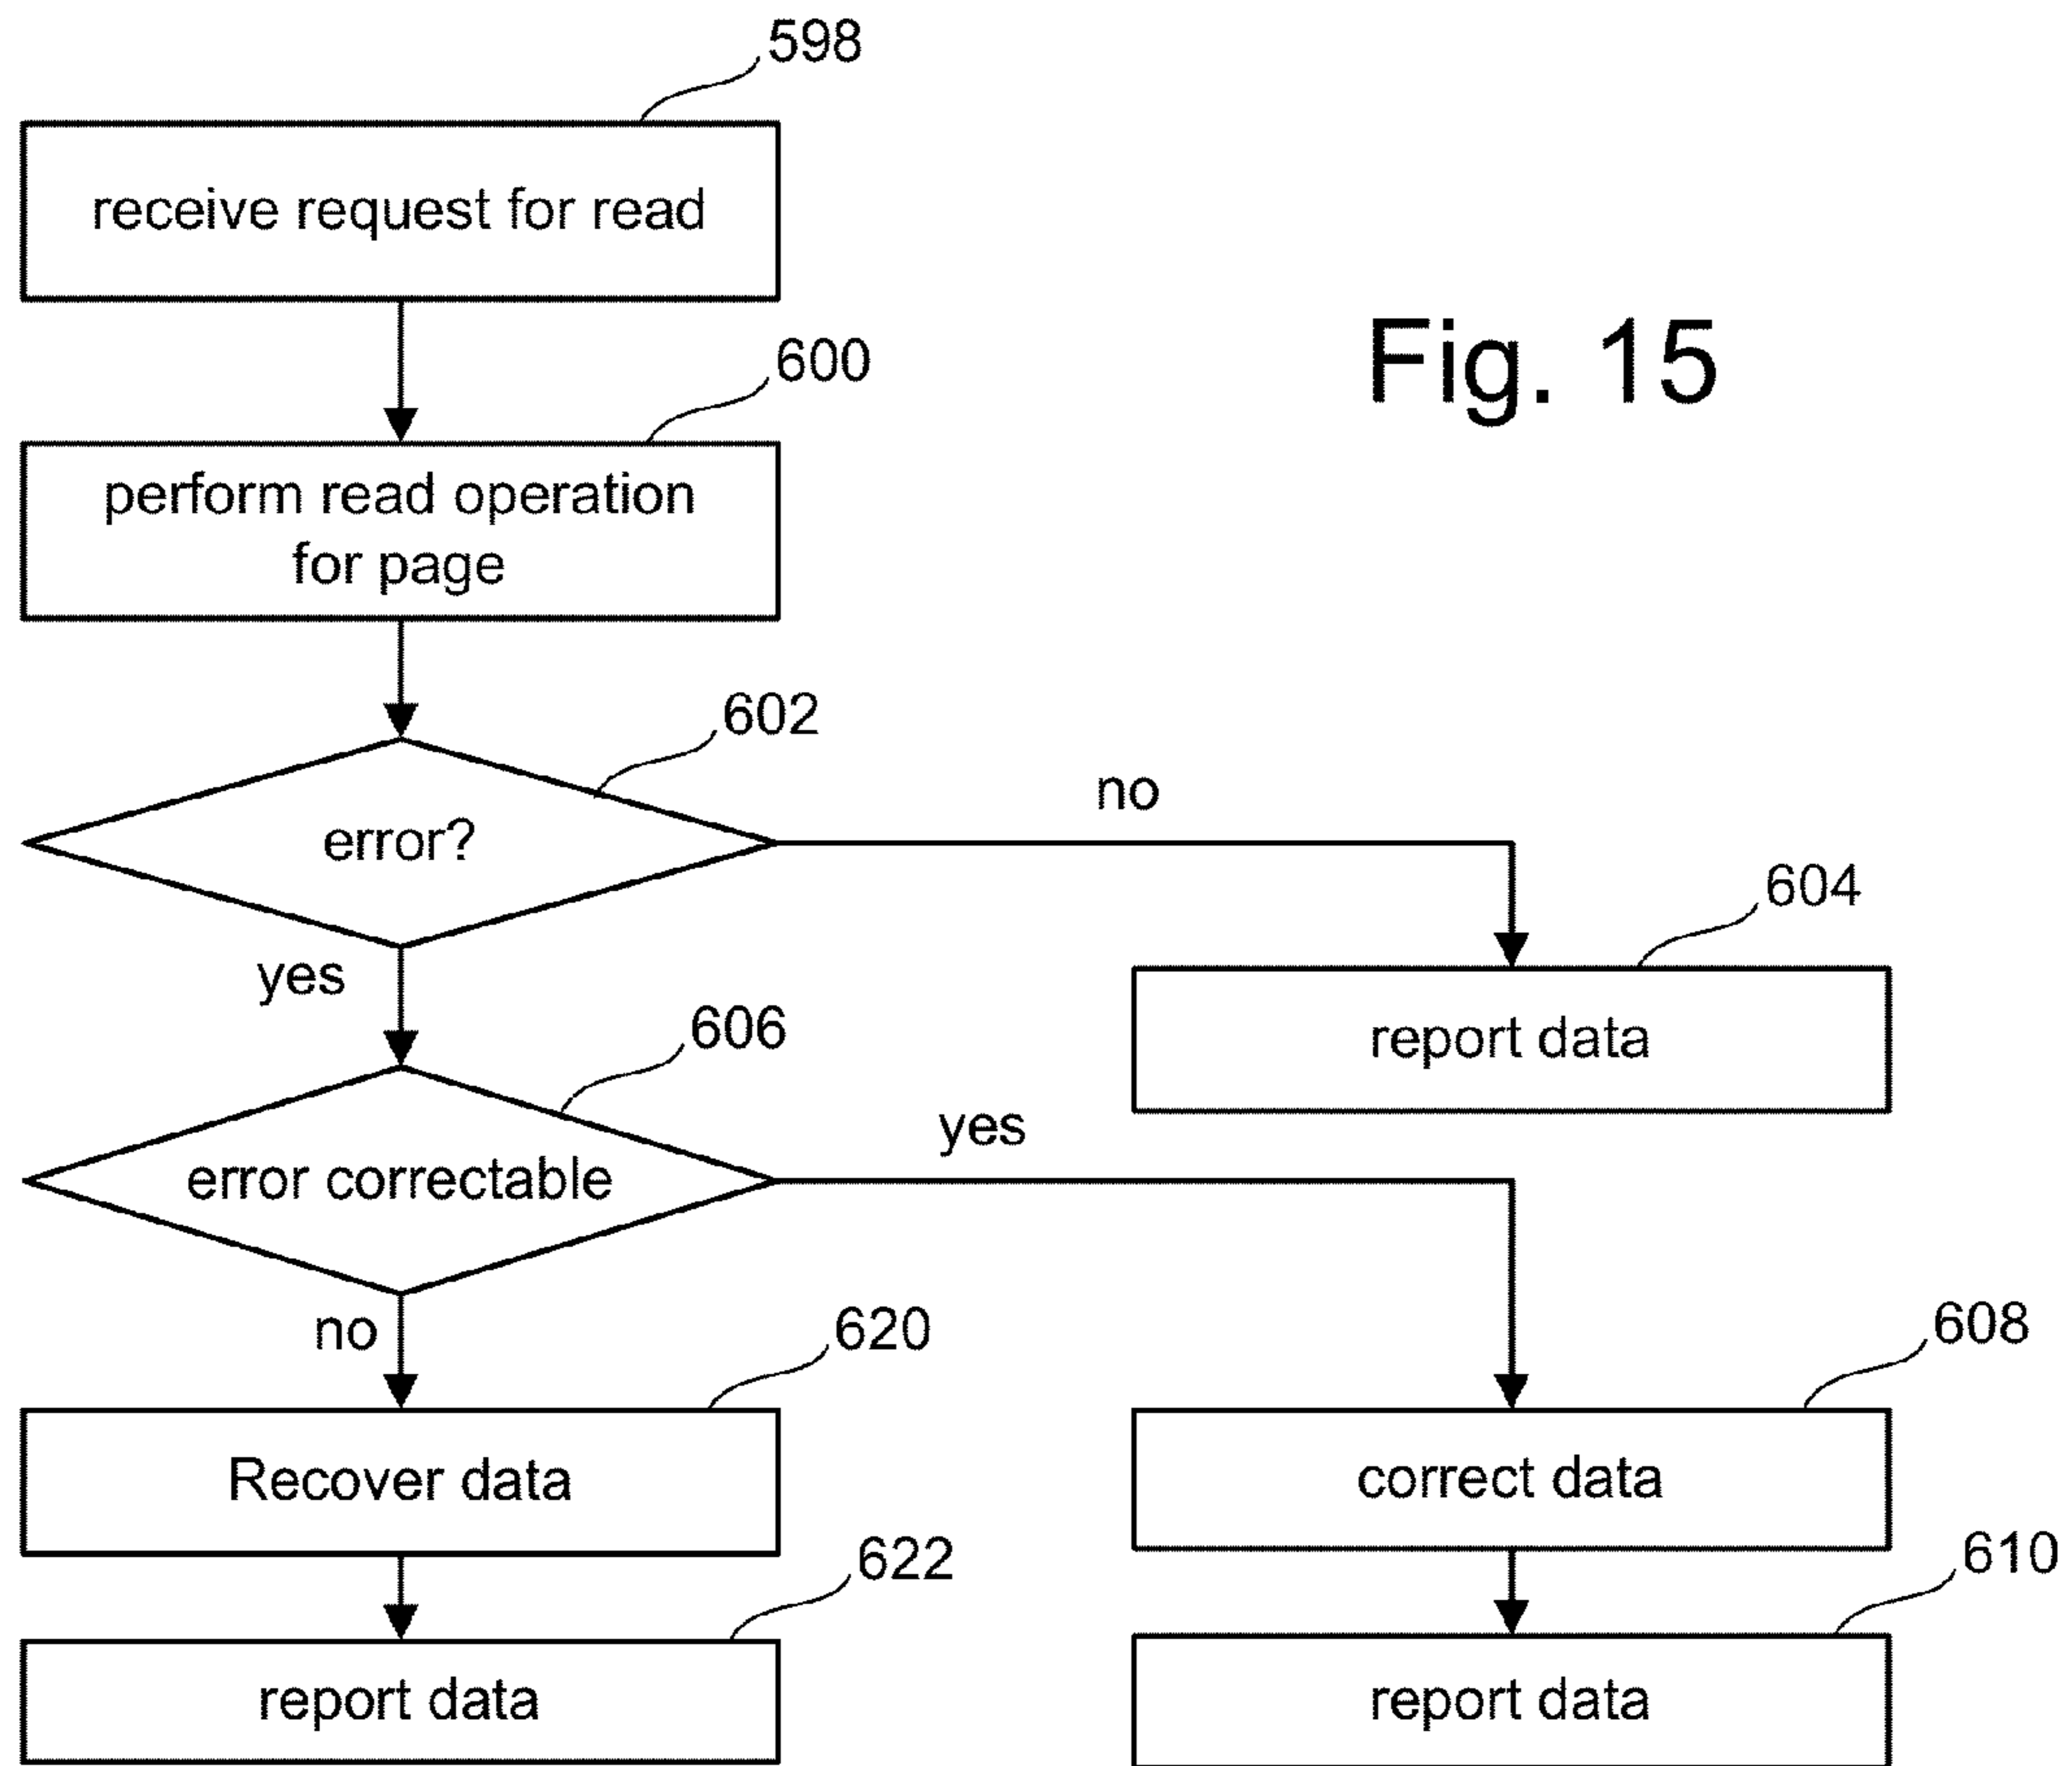 598
receive request for read
600
Fig. 15
perform read operation
for page
602
error?
no
604
yes
report data
606
error correctable
yes
no
620
608
Recover data
correct data
622
610
report data
report data